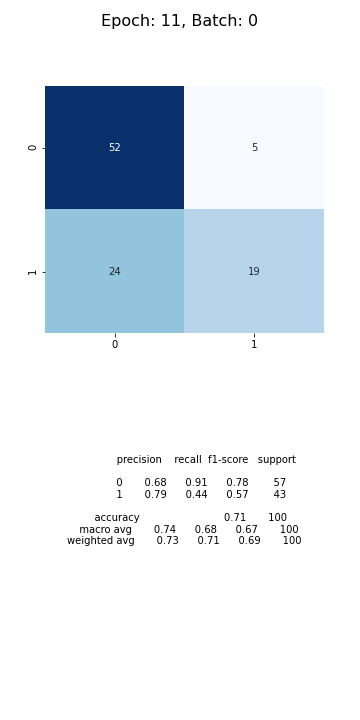 Epoch: 11, Batch: 0
0 52 5
1 24 19
0 1
precision recall f1-score support
0 0.68 0.91 0.78 57
1 0.79 0.44 0.57 43
accuracy 0.71 100
macro avg 0.74 0.68 0.67 100
weighted avg 0.73 0.71 0.69 100